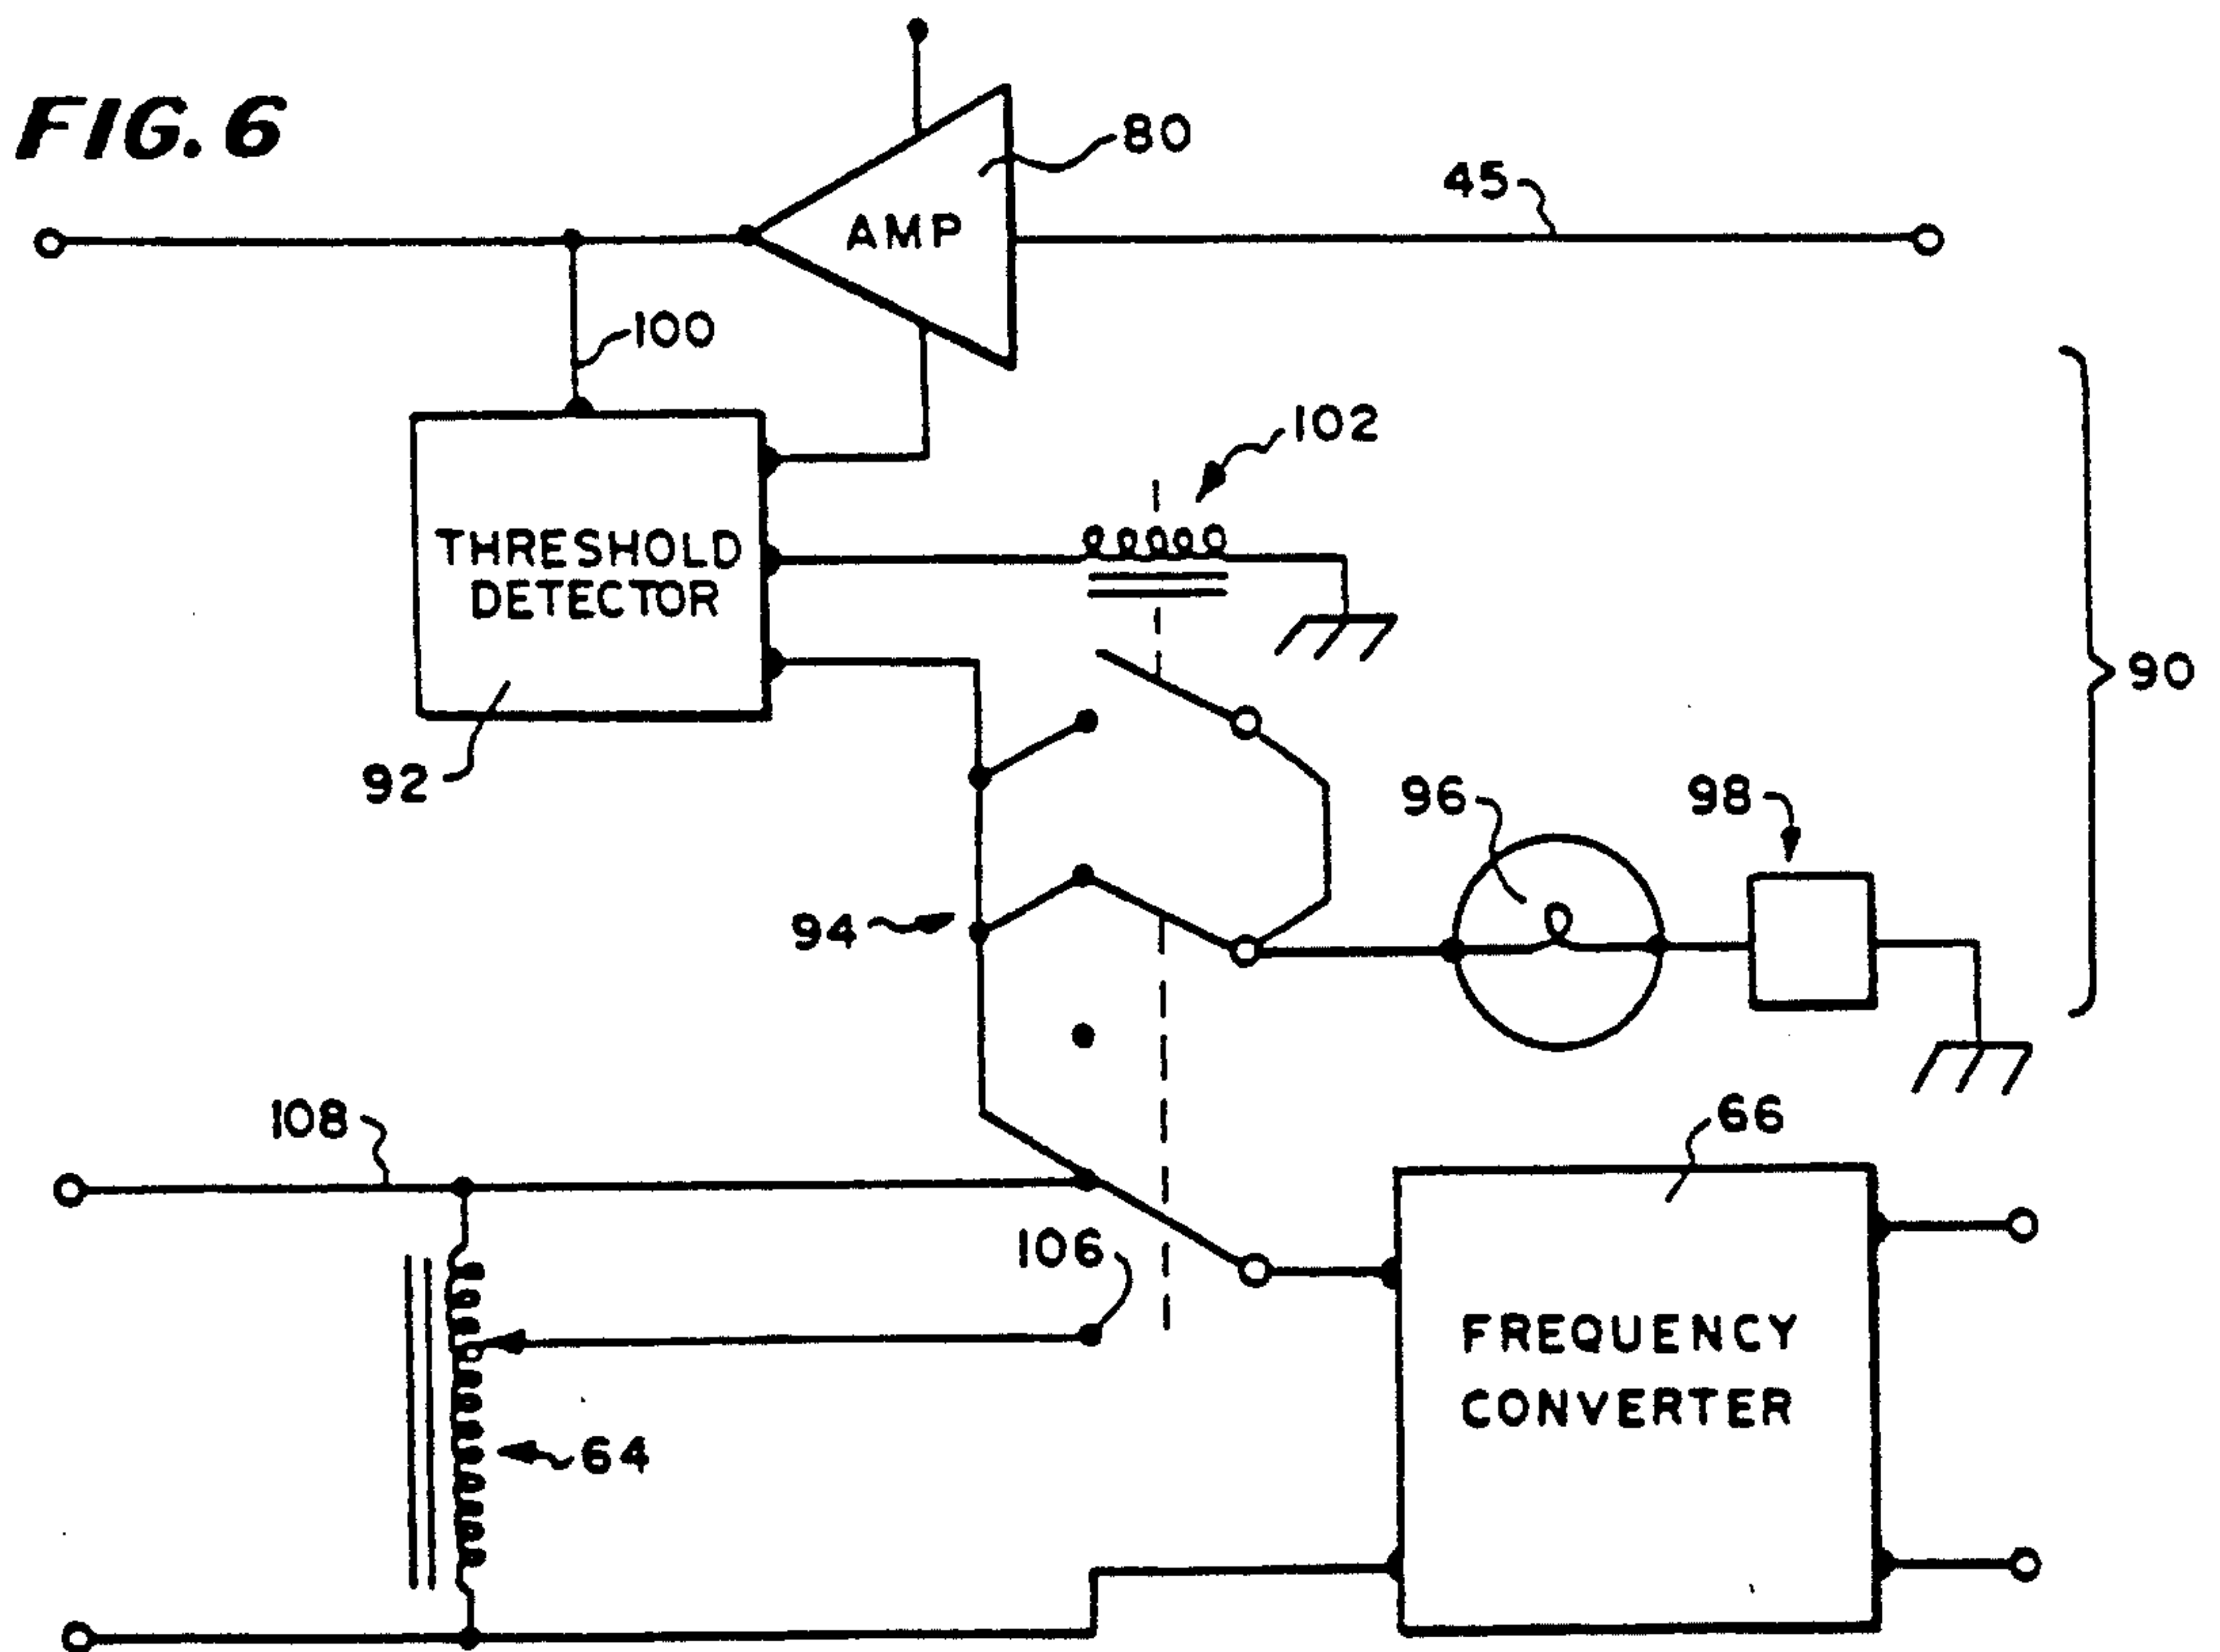 FIG. 6
80
45
AMP
100
102
THRESHOLD
DETECTOR
90
92
96
98
94
108
66
106
FREQUENCY
CONVERTER
64